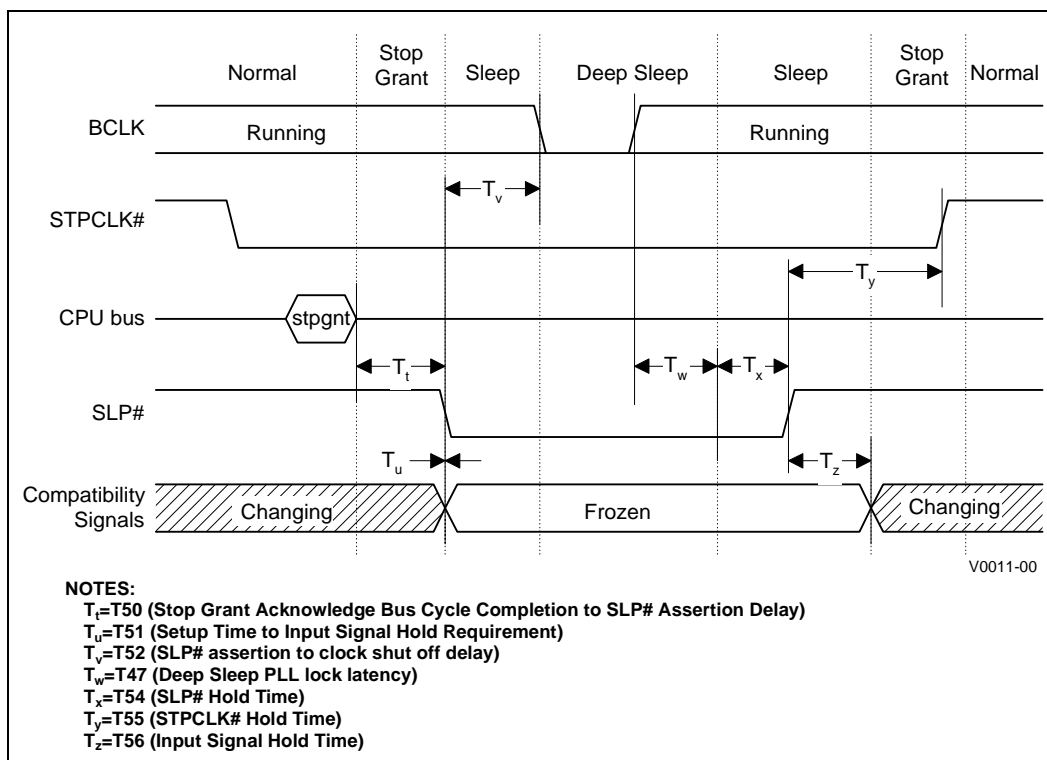 Normal Stop Grant Sleep Deep Sleep Sleep Stop Grant Normal
BCLK Running Running
Tv
STPCLK#
Ty
CPU bus stpgnt
Tt Tw Tx
SLP#
Tu Tz
Compatibility Signals Changing Frozen Changing
V0011-00
NOTES:
Tt=T50 (Stop Grant Acknowledge Bus Cycle Completion to SLP# Assertion Delay)
Tu=T51 (Setup Time to Input Signal Hold Requirement)
Tv=T52 (SLP# assertion to clock shut off delay)
Tw=T47 (Deep Sleep PLL lock latency)
Tx=T54 (SLP# Hold Time)
Ty=T55 (STPCLK# Hold Time)
Tz=T56 (Input Signal Hold Time)